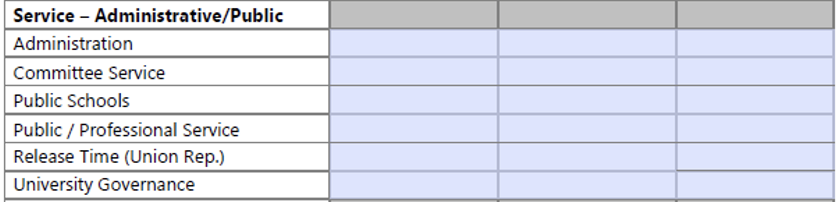 Service – Administrative/Public
Administration
Committee Service
Public Schools
Public / Professional Service
Release Time (Union Rep.)
University Governance